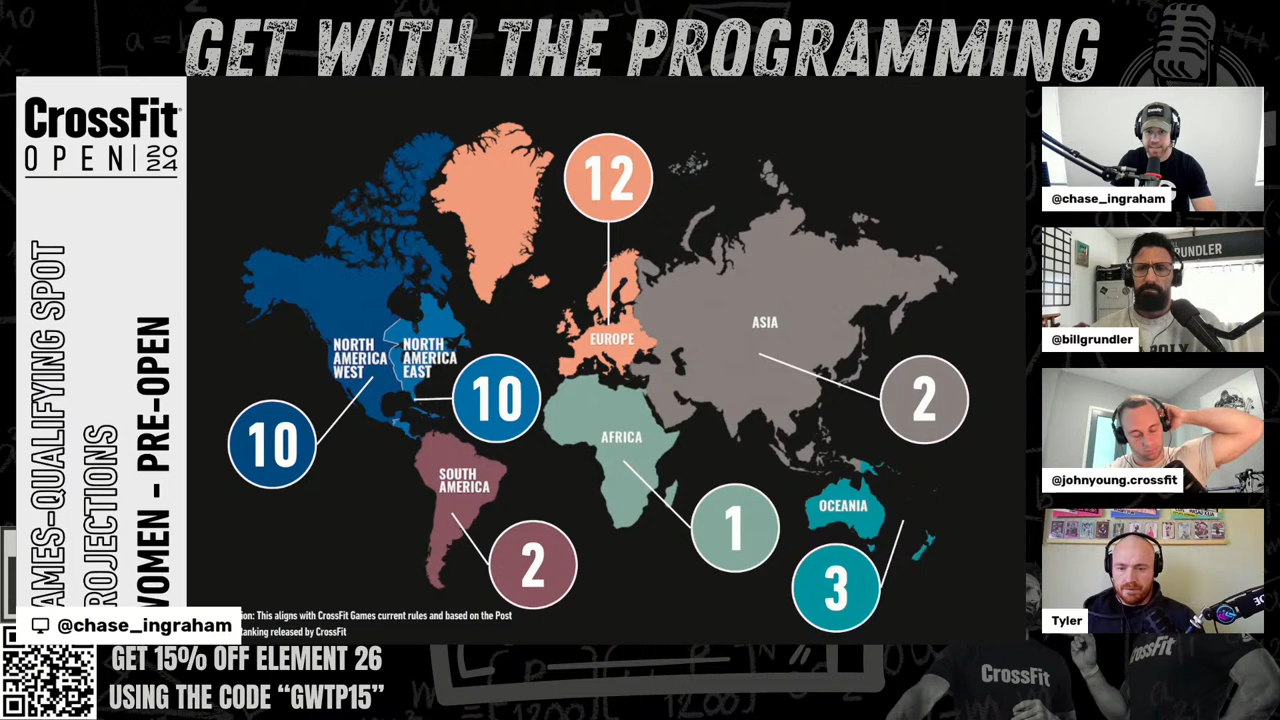 GET WITH THE PROGRAMMING
CrossFit
OPEN 2024
GAMES-QUALIFYING SPOT
PROJECTIONS
WOMEN - PRE-OPEN
12
NORTH
AMERICA
WEST
NORTH
AMERICA
EAST
EUROPE
ASIA
10
10
2
AFRICA
SOUTH
AMERICA
OCEANIA
1
2
3
This aligns with CrossFit Games current rules and based on the Post
Ranking released by CrossFit
@chase_ingraham
GET 15% OFF ELEMENT 26
USING THE CODE “GWTP15”
@chase_ingraham
GRUNDLER
@billgrundler
@johnyoung.crossfit
Tyler
CrossFit
CrossFit